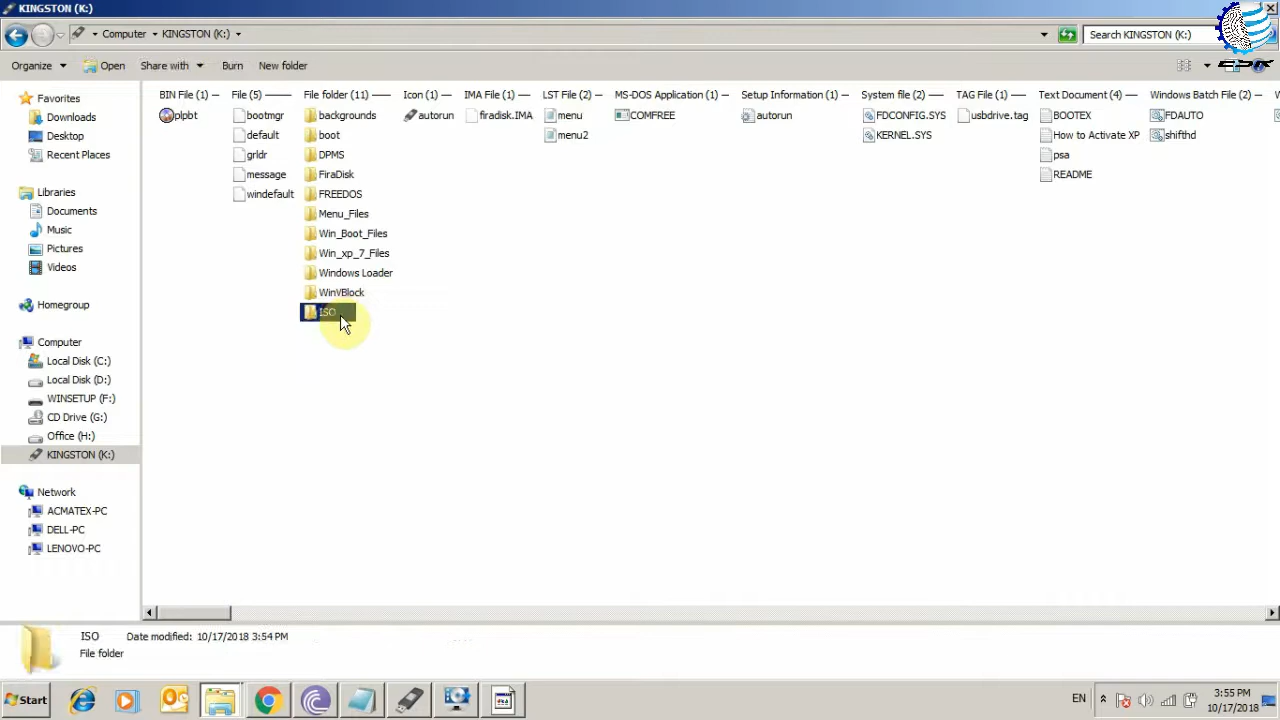 KINGSTON (K:)
Computer
KINGSTON (K:)
Search KINGSTON (K:)
Organize
Open
Share with
Burn
New folder
Favorites
Downloads
Desktop
Recent Places
Libraries
Documents
Music
Pictures
Videos
Homegroup
Computer
Local Disk (C:)
Local Disk (D:)
WINSETUP (F:)
CD Drive (G:)
Office (H:)
KINGSTON (K:)
Network
ACMATEX-PC
DELL-PC
LENOVO-PC
BIN File (1)
plpbt
File (5)
bootmgr
default
grldr
message
windefault
File folder (11)
backgrounds
boot
DPMS
FiraDisk
FREEDOS
Menu_Files
Win_Boot_Files
Win_xp_7_Files
Windows Loader
WinVBlock
ISO
Icon (1)
autorun
IMA File (1)
firadisk.IMA
LST File (2)
menu
menu2
MS-DOS Application (1)
COMFREE
Setup Information (1)
autorun
System file (2)
FDCONFIG.SYS
KERNEL.SYS
TAG File (1)
usbdrive.tag
Text Document (4)
BOOTEX
How to Activate XP
psa
README
Windows Batch File (2)
FDAUTO
shifthd
ISO
Date modified: 10/17/2018 3:54 PM
File folder
Start
EN
3:55 PM
10/17/2018